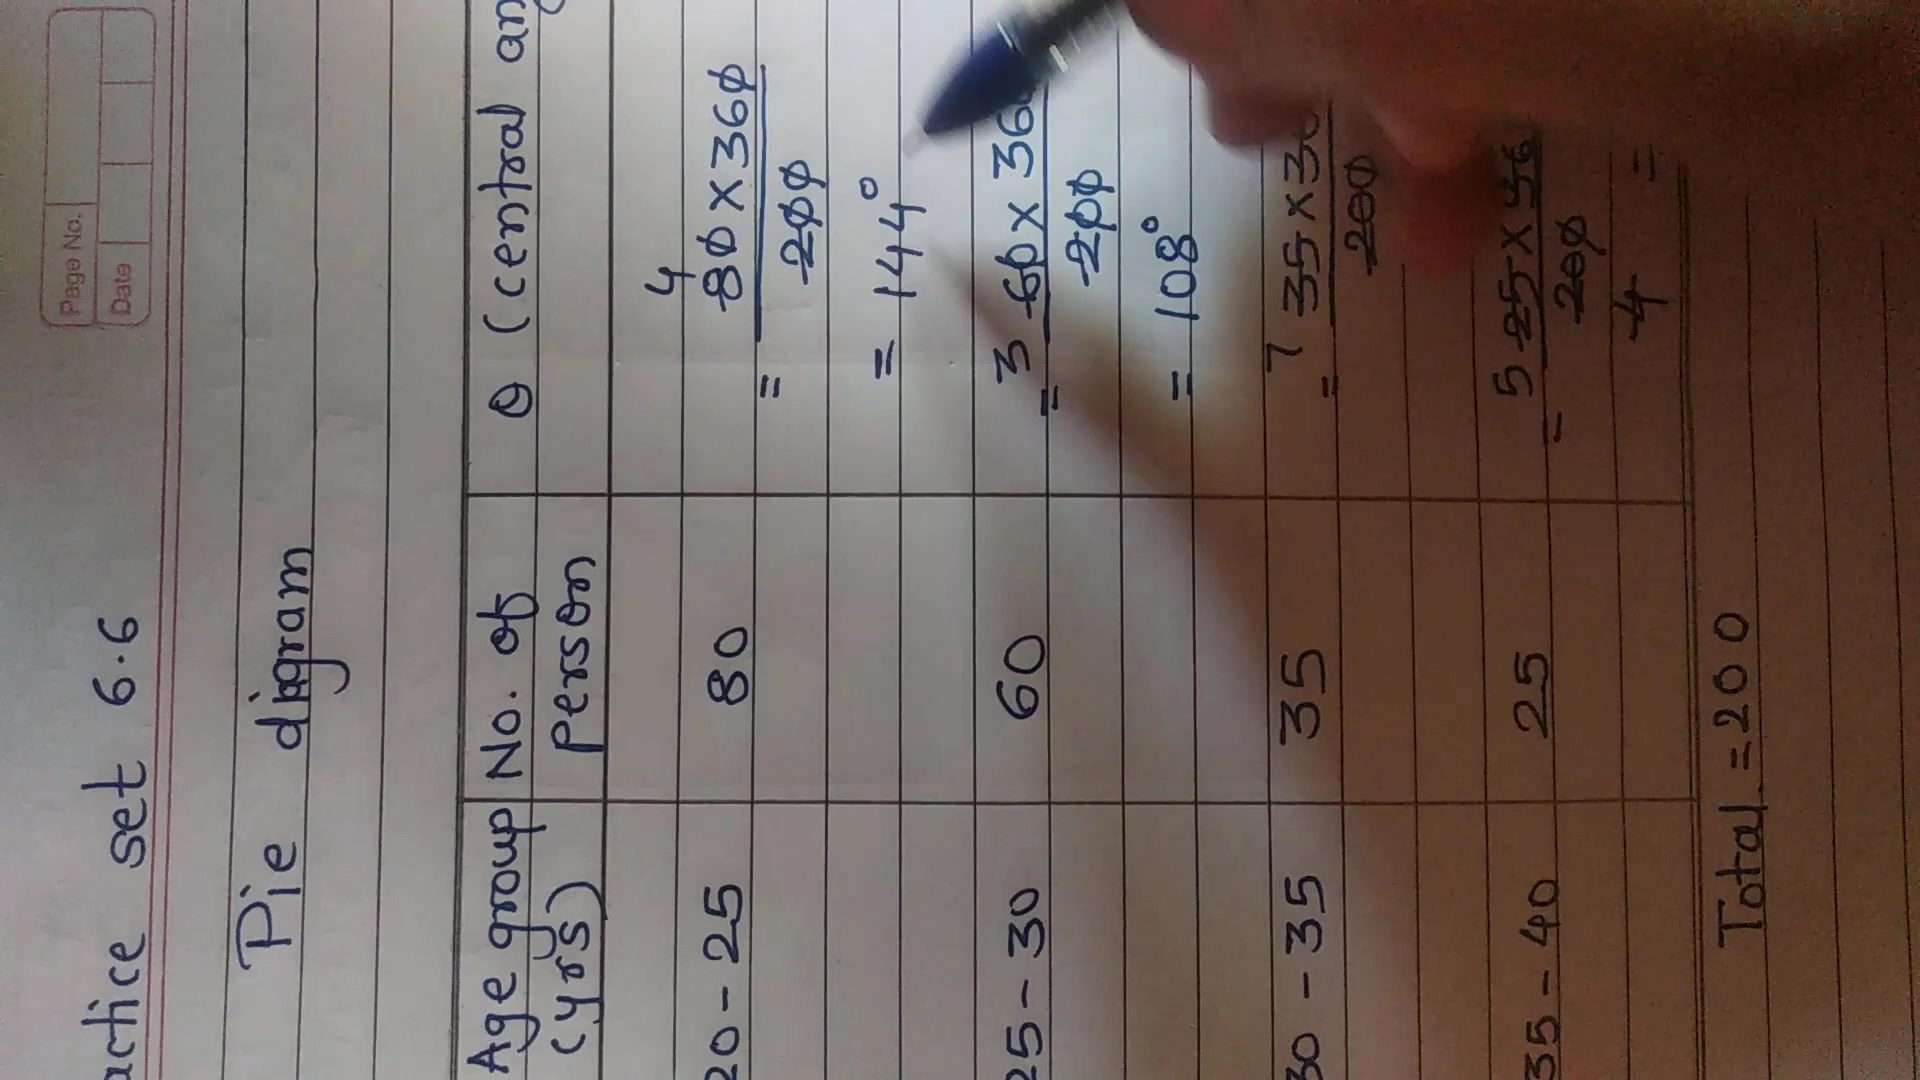 Page No.
Date
actice set 6.6
Pie diagram
Age group (yrs) No. of person θ (central an
20-25 80 = 80 x 360 / 200 4
= 144°
25-30 60 = 3 60 x 36 / 200
= 108°
30-35 35 = 7 35 x 3 / 200
35-40 25 = 5 25 x 36 / 200
4 =
Total = 200